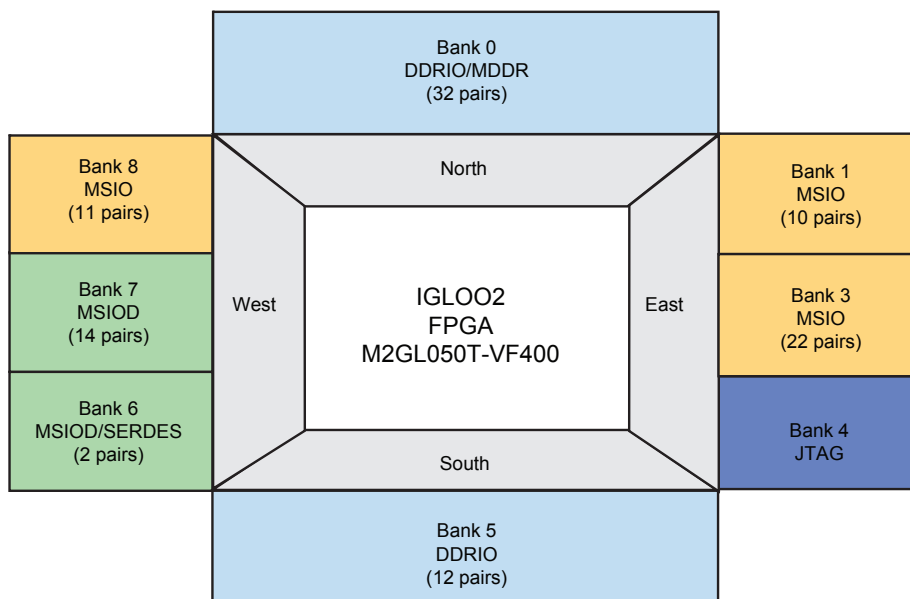 Bank 0
DDRIO/MDDR
(32 pairs)
Bank 8
MSIO
(11 pairs)
North
Bank 1
MSIO
(10 pairs)
Bank 7
MSIOD
(14 pairs)
West
IGLOO2
FPGA
M2GL050T-VF400
East
Bank 3
MSIO
(22 pairs)
Bank 6
MSIOD/SERDES
(2 pairs)
South
Bank 4
JTAG
Bank 5
DDRIO
(12 pairs)